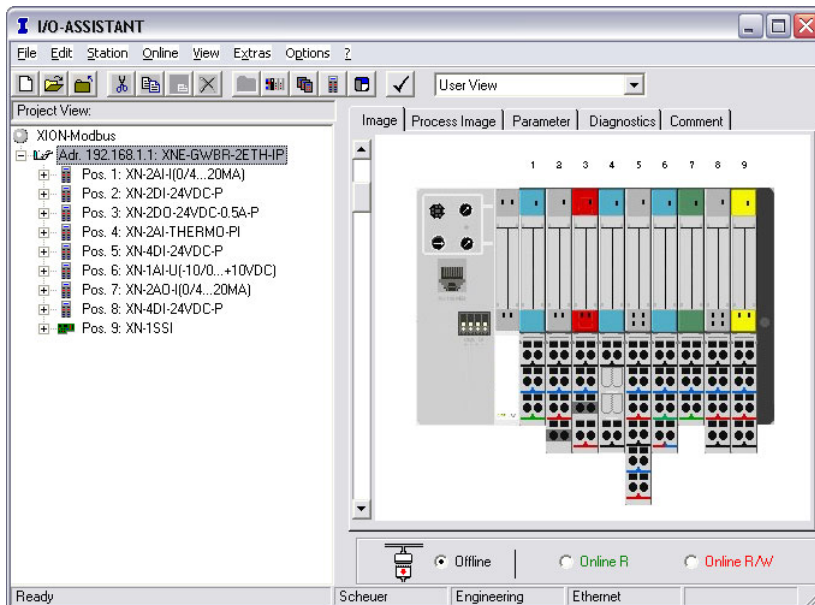 I/O-ASSISTANT
File Edit Station Online View Extras Options ?
User View
Project View:
XION-Modbus
Adr. 192.168.1.1: XNE-GWBR-2ETH-IP
Pos. 1: XN-2AI-I(0/4...20MA)
Pos. 2: XN-2DI-24VDC-P
Pos. 3: XN-2DO-24VDC-0.5A-P
Pos. 4: XN-2AI-THERMO-PI
Pos. 5: XN-4DI-24VDC-P
Pos. 6: XN-1AI-U(-10/0...+10VDC)
Pos. 7: XN-2AO-I(0/4...20MA)
Pos. 8: XN-4DI-24VDC-P
Pos. 9: XN-1SSI
Image Process Image Parameter Diagnostics Comment
1 2 3 4 5 6 7 8 9
Offline Online R Online R/W
Ready Scheuer Engineering Ethernet